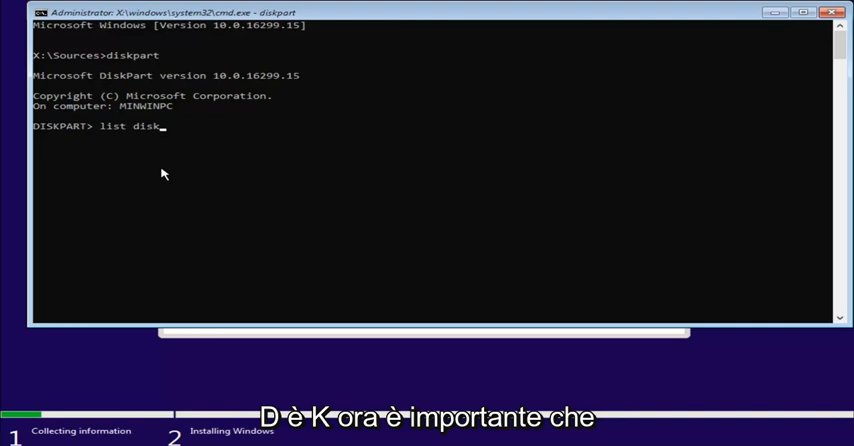 Administrator: X:\windows\system32\cmd.exe - diskpart
Microsoft Windows [Version 10.0.16299.15]
X:\Sources>diskpart
Microsoft DiskPart version 10.0.16299.15
Copyright (C) Microsoft Corporation.
On computer: MINWINPC
DISKPART> list disk_
D è K ora è importante che
1 Collecting information 2 Installing Windows